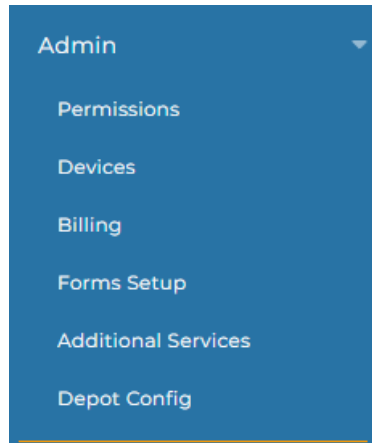 Admin
Permissions
Devices
Billing
Forms Setup
Additional Services
Depot Config